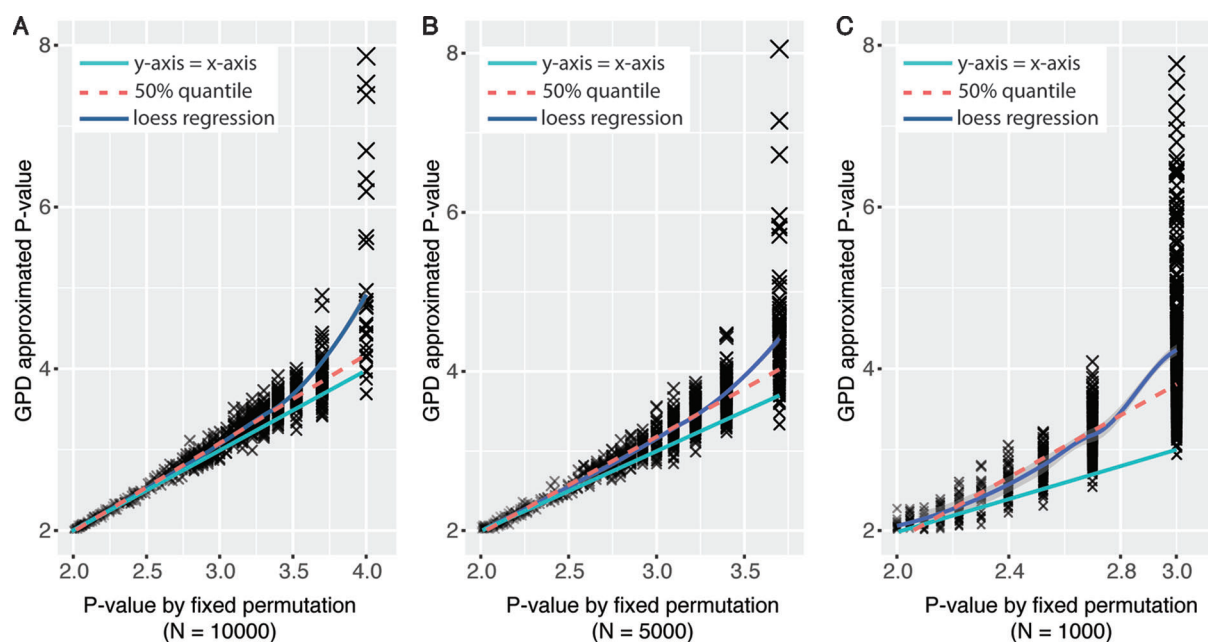 A
GPD approximated P-value
8
6
4
2
y-axis = x-axis
50% quantile
loess regression
2.0 2.5 3.0 3.5 4.0
P-value by fixed permutation
(N = 10000)
B
GPD approximated P-value
8
6
4
2
y-axis = x-axis
50% quantile
loess regression
2.0 2.5 3.0 3.5
P-value by fixed permutation
(N = 5000)
C
GPD approximated P-value
8
6
4
2
y-axis = x-axis
50% quantile
loess regression
2.0 2.4 2.8 3.0
P-value by fixed permutation
(N = 1000)